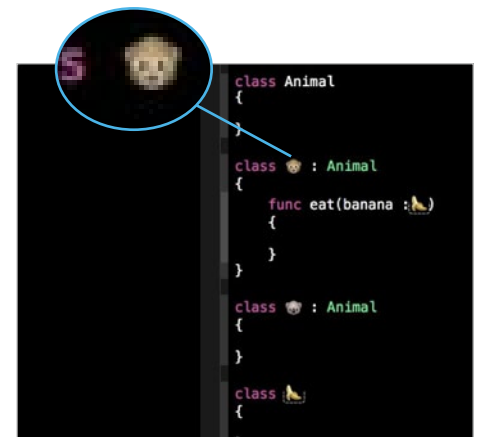 s 🐵
class Animal
{
}
class 🐵 : Animal
{
func eat(banana :🍌)
{
}
}
class 🐨 : Animal
{
}
class 🍌
{